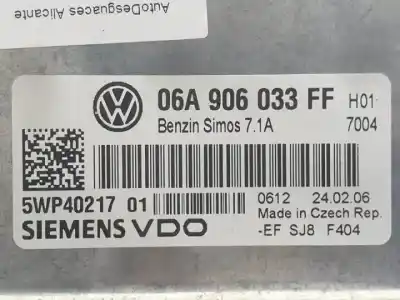 AutoDesguaces Alicante
06A 906 033 FF H01
Benzin Simos 7.1A 7004
5WP40217 01
0612 24.02.06
Made in Czech Rep.
SIEMENS VDO -EF SJ8 F404